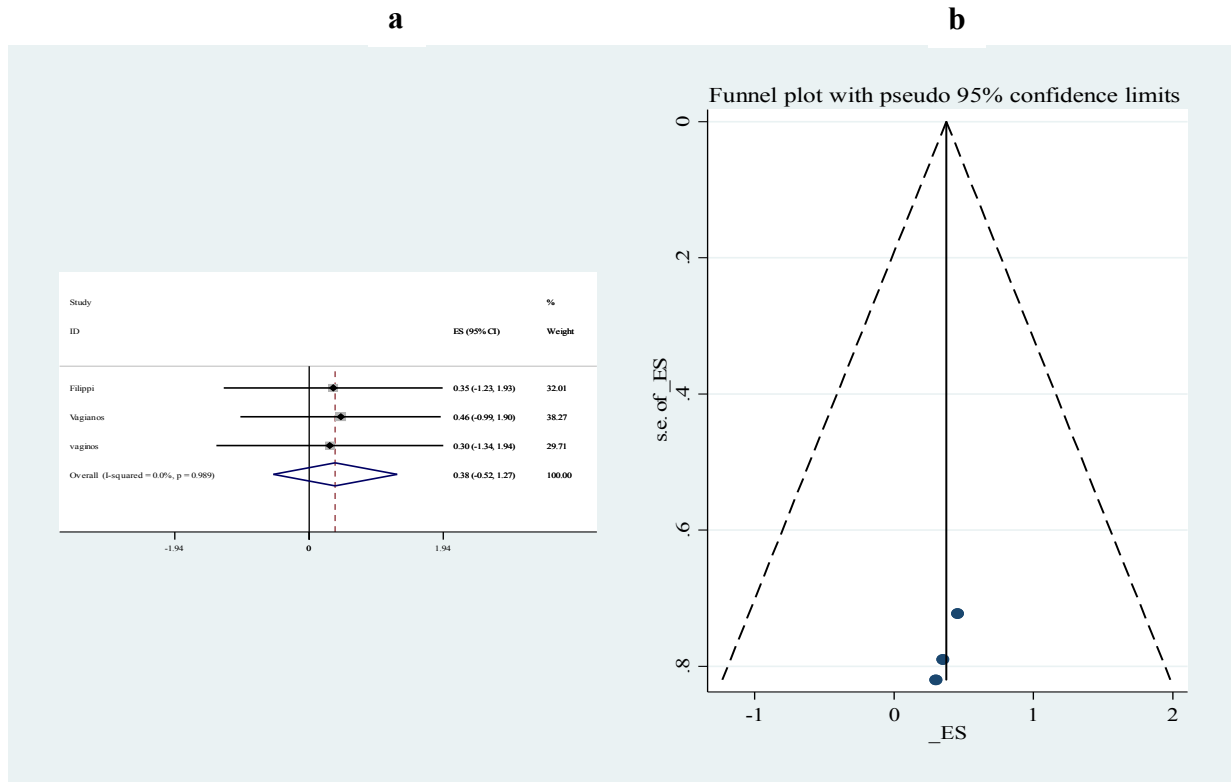 a
b
Study %
ID ES (95% CI) Weight
Filippi 0.35 (-1.23, 1.93) 32.01
Vagianos 0.46 (-0.99, 1.90) 38.27
vaginos 0.30 (-1.34, 1.94) 29.71
Overall (I-squared = 0.0%, p = 0.989) 0.38 (-0.52, 1.27) 100.00
-1.94 0 1.94
Funnel plot with pseudo 95% confidence limits
0
.2
.4
.6
.8
s.e. of _ES
-1 0 1 2
_ES